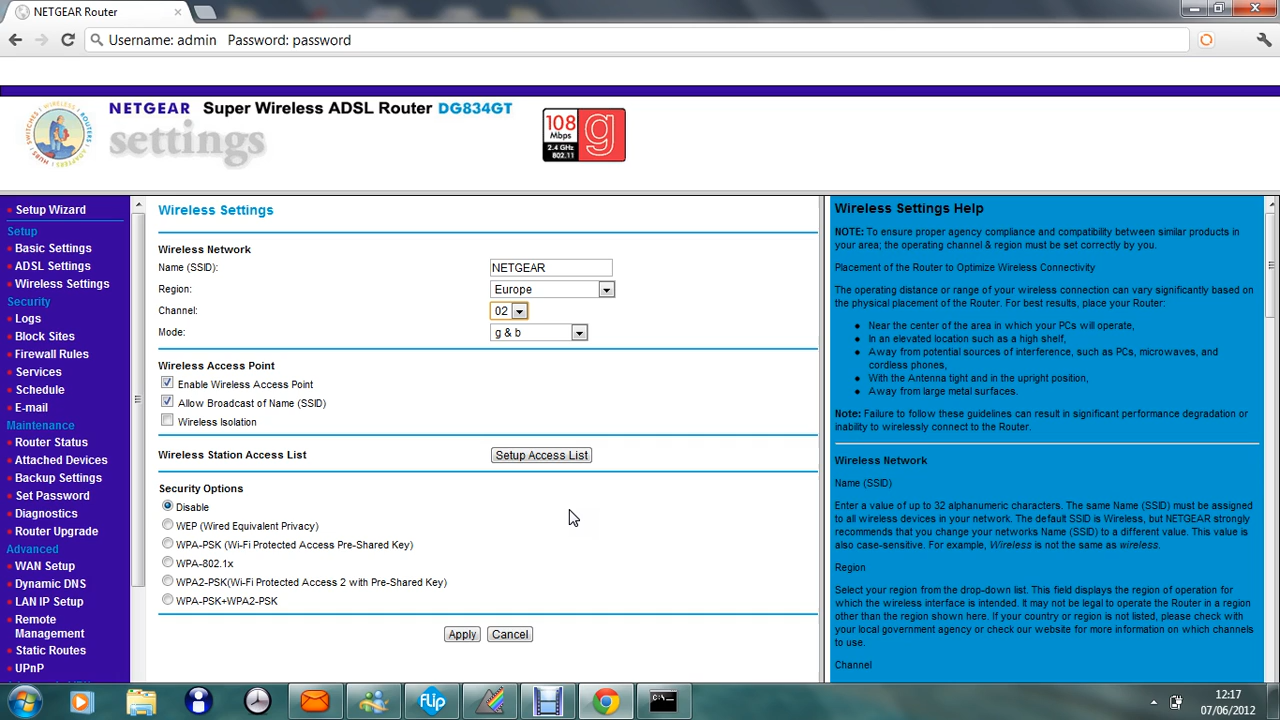 NETGEAR Router
Username: admin Password: password
NETGEAR Super Wireless ADSL Router DG834GT
settings
108
Mbps
2.4 GHz
802.11
g
Setup Wizard
Setup
Basic Settings
ADSL Settings
Wireless Settings
Security
Logs
Block Sites
Firewall Rules
Services
Schedule
E-mail
Maintenance
Router Status
Attached Devices
Backup Settings
Set Password
Diagnostics
Router Upgrade
Advanced
WAN Setup
Dynamic DNS
LAN IP Setup
Remote
Management
Static Routes
UPnP
Wireless Settings
Wireless Network
Name (SSID): NETGEAR
Region: Europe
Channel: 02
Mode: g & b
Wireless Access Point
Enable Wireless Access Point
Allow Broadcast of Name (SSID)
Wireless Isolation
Wireless Station Access List Setup Access List
Security Options
Disable
WEP (Wired Equivalent Privacy)
WPA-PSK (Wi-Fi Protected Access Pre-Shared Key)
WPA-802.1x
WPA2-PSK(Wi-Fi Protected Access 2 with Pre-Shared Key)
WPA-PSK+WPA2-PSK
Apply Cancel
Wireless Settings Help
NOTE: To ensure proper agency compliance and compatibility between similar products in
your area; the operating channel & region must be set correctly by you.
Placement of the Router to Optimize Wireless Connectivity
The operating distance or range of your wireless connection can vary significantly based on
the physical placement of the Router. For best results, place your Router:
Near the center of the area in which your PCs will operate,
In an elevated location such as a high shelf,
Away from potential sources of interference, such as PCs, microwaves, and
cordless phones,
With the Antenna tight and in the upright position,
Away from large metal surfaces.
Note: Failure to follow these guidelines can result in significant performance degradation or
inability to wirelessly connect to the Router.
Wireless Network
Name (SSID)
Enter a value of up to 32 alphanumeric characters. The same Name (SSID) must be assigned
to all wireless devices in your network. The default SSID is Wireless, but NETGEAR strongly
recommends that you change your networks Name (SSID) to a different value. This value is
also case-sensitive. For example, Wireless is not the same as wireless.
Region
Select your region from the drop-down list. This field displays the region of operation for
which the wireless interface is intended. It may not be legal to operate the Router in a region
other than the region shown here. If your country or region is not listed, please check with
your local government agency or check our website for more information on which channels
to use.
Channel
flip
C:\.
12:17
07/06/2012